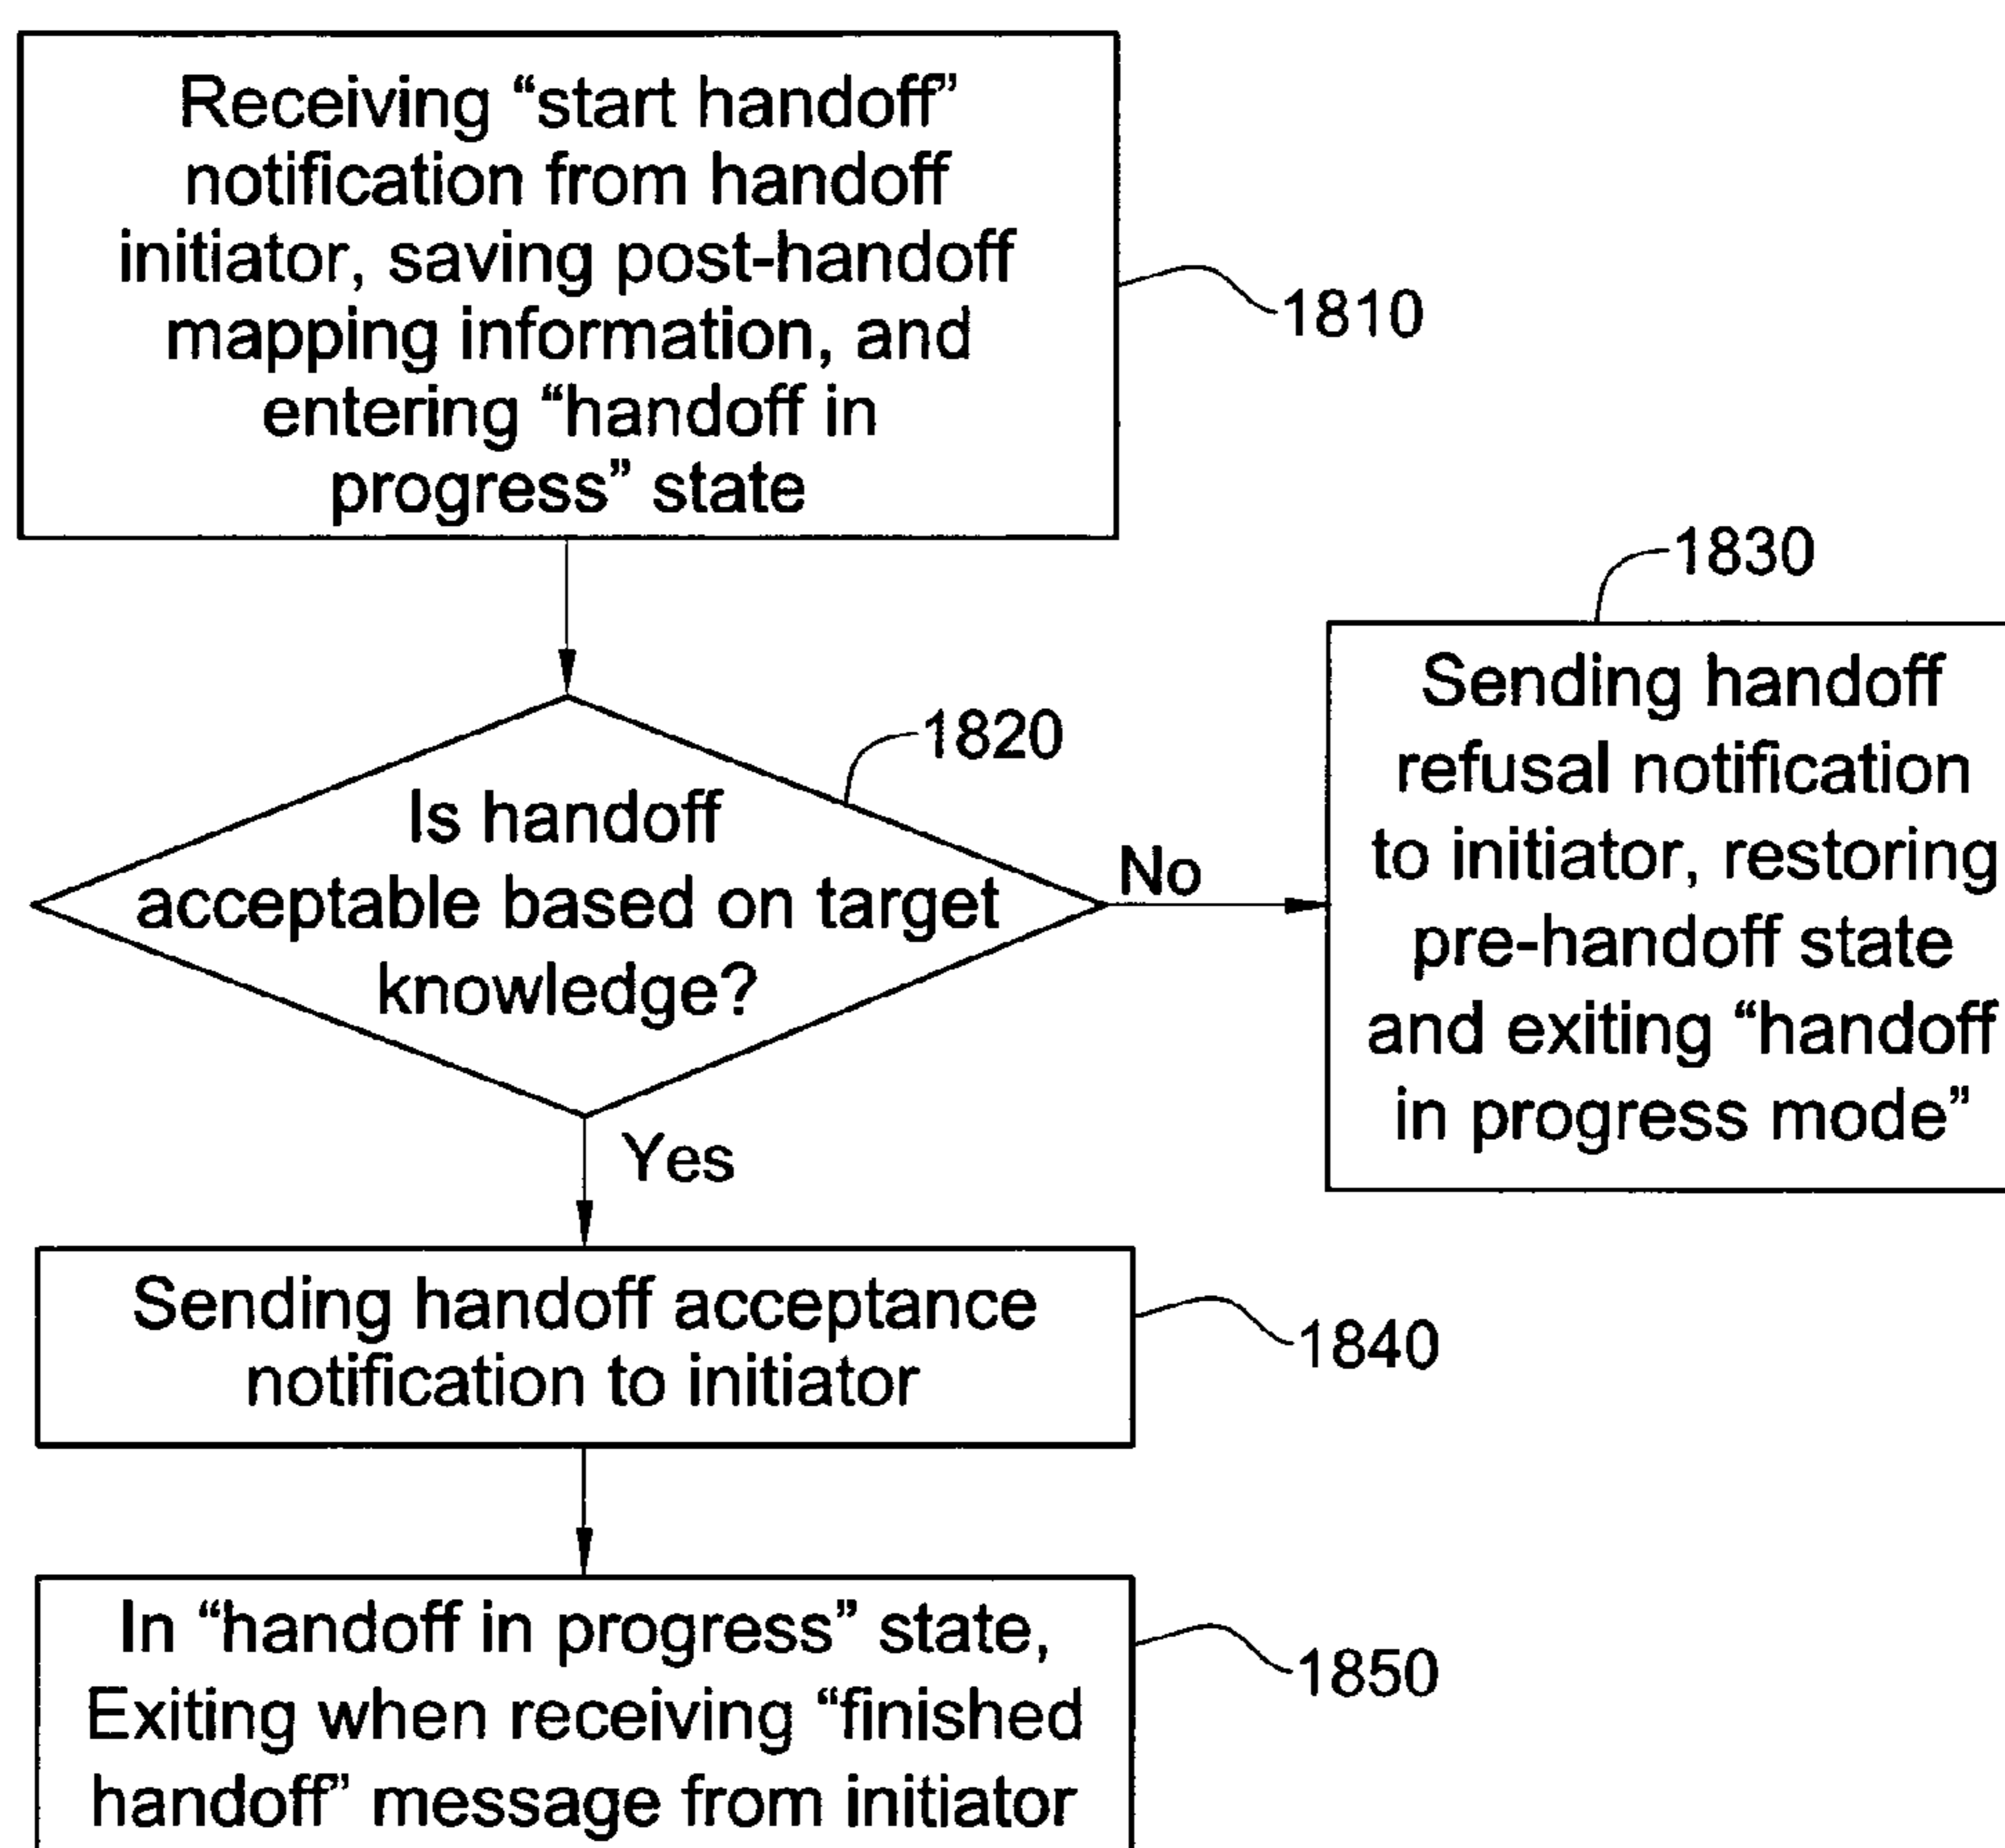 Receiving “start handoff”
notification from handoff
initiator, saving post-handoff
mapping information, and
entering “handoff in
progress” state
1810
Is handoff
acceptable based on target
knowledge?
1820
No
1830
Sending handoff
refusal notification
to initiator, restoring
pre-handoff state
and exiting “handoff
in progress mode”
Yes
Sending handoff acceptance
notification to initiator
1840
In “handoff in progress” state,
Exiting when receiving “finished
handoff” message from initiator
1850